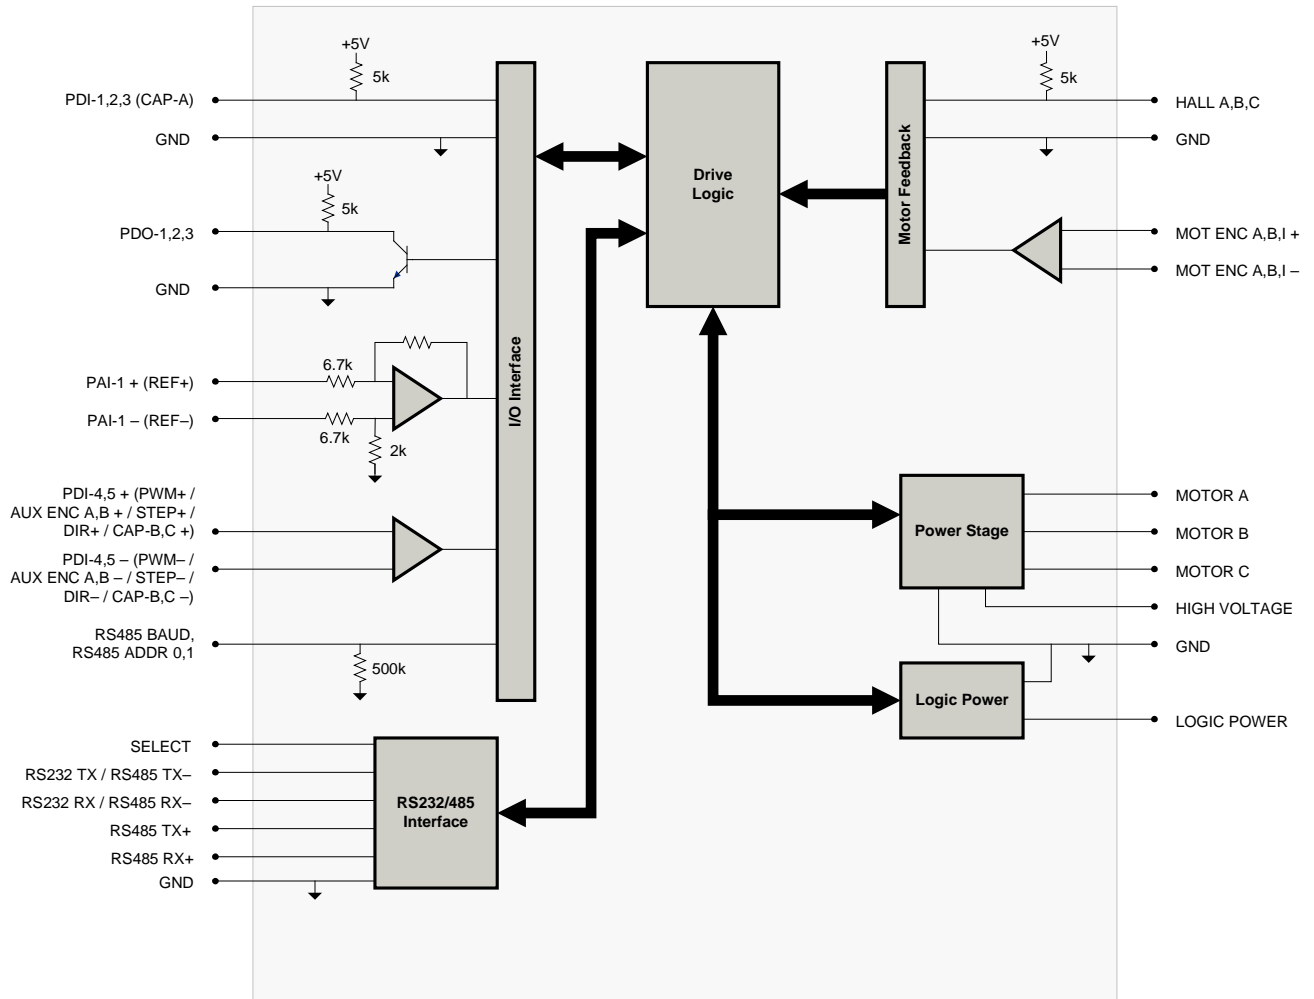 +5V
5k
PDI-1,2,3 (CAP-A)
GND
+5V
5k
PDO-1,2,3
GND
6.7k
PAI-1 + (REF+)
PAI-1 – (REF–)
6.7k
2k
PDI-4,5 + (PWM+ /
AUX ENC A,B + / STEP+ /
DIR+ / CAP-B,C +)
PDI-4,5 – (PWM– /
AUX ENC A,B – / STEP– /
DIR– / CAP-B,C –)
RS485 BAUD,
RS485 ADDR 0,1
500k
I/O Interface
SELECT
RS232 TX / RS485 TX–
RS232 RX / RS485 RX–
RS485 TX+
RS485 RX+
GND
RS232/485
Interface
Drive
Logic
Motor Feedback
+5V
5k
HALL A,B,C
GND
MOT ENC A,B,I +
MOT ENC A,B,I –
Power Stage
MOTOR A
MOTOR B
MOTOR C
HIGH VOLTAGE
GND
Logic Power
LOGIC POWER